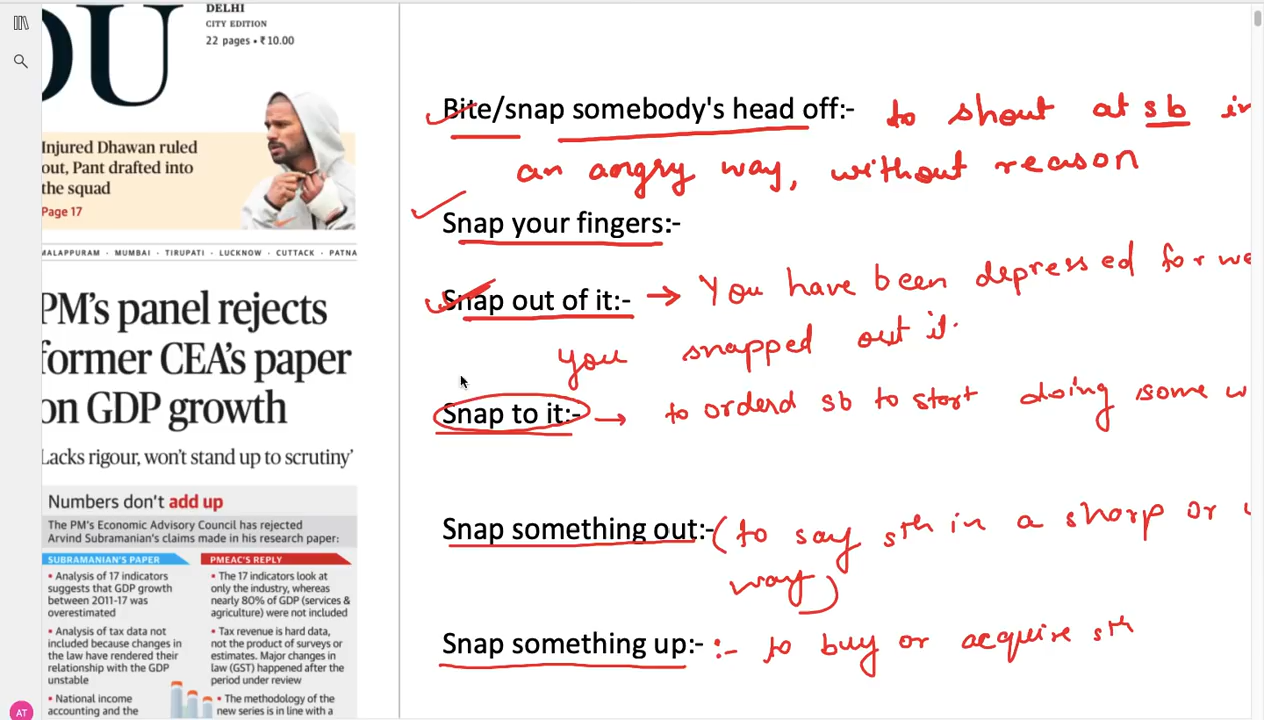 OU
DELHI
CITY EDITION
22 pages • ₹10.00
Injured Dhawan ruled
out, Pant drafted into
the squad
Page 17
MALAPPURAM · MUMBAI · TIRUPATI · LUCKNOW · CUTTACK · PATNA
PM's panel rejects
former CEA's paper
on GDP growth
'Lacks rigour, won't stand up to scrutiny'
Numbers don't add up
The PM's Economic Advisory Council has rejected
Arvind Subramanian's claims made in his research paper:
SUBRAMANIAN'S PAPER
• Analysis of 17 indicators
suggests that GDP growth
between 2011-17 was
overestimated
• Analysis of tax data not
included because changes in
the law have rendered their
relationship with the GDP
unstable
• National income
accounting and the
PMEAC'S REPLY
• The 17 indicators look at
only the industry, whereas
nearly 80% of GDP (services &
agriculture) were not included
• Tax revenue is hard data,
not the product of surveys or
estimates. Major changes in
law (GST) happened after the
period under review
• The methodology of the
new series is in line with a
Bite/snap somebody's head off:- to shout at sb in
an angry way, without reason
Snap your fingers:-
Snap out of it:- → You have been depressed for we
you snapped out it.
Snap to it:- → to orderd sb to start doing some w
Snap something out:- (to say sth in a sharp or
way)
Snap something up:- :- to buy or acquire sth
AT